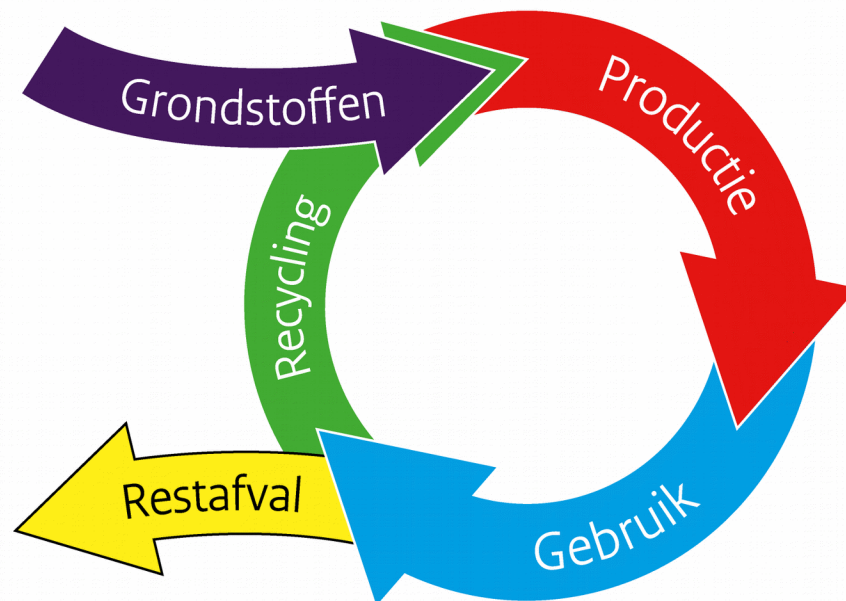 Grondstoffen
Productie
Recycling
Restafval
Gebruik